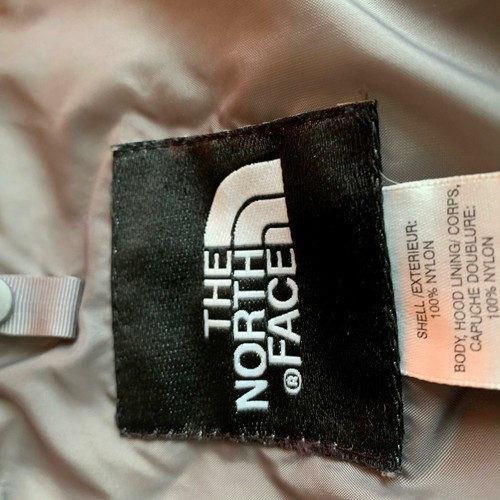 THE
NORTH
®FACE
SHELL/EXTERIEUR:
100% NYLON
BODY, HOOD LINING/ CORPS,
CAPUCHE DOUBLURE:
100% NYLON